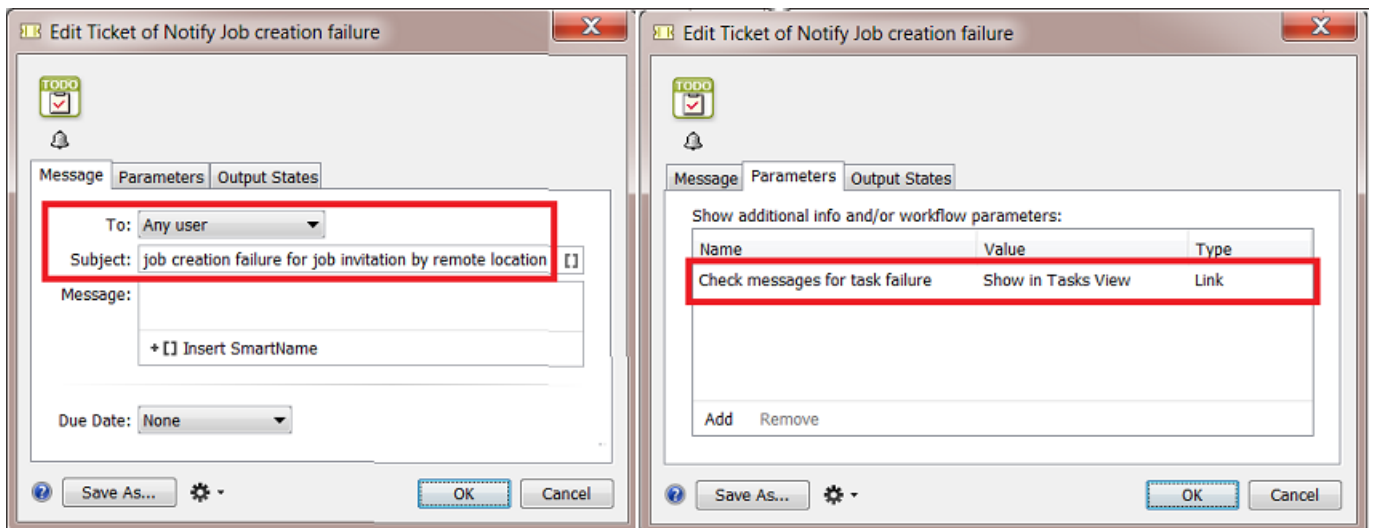 Edit Ticket of Notify Job creation failure
TODO
Message Parameters Output States
To: Any user
Subject: job creation failure for job invitation by remote location []
Message:
+ [] Insert SmartName
Due Date: None
Save As... OK Cancel
Edit Ticket of Notify Job creation failure
TODO
Message Parameters Output States
Show additional info and/or workflow parameters:
Name Value Type
Check messages for task failure Show in Tasks View Link
Add Remove
Save As... OK Cancel